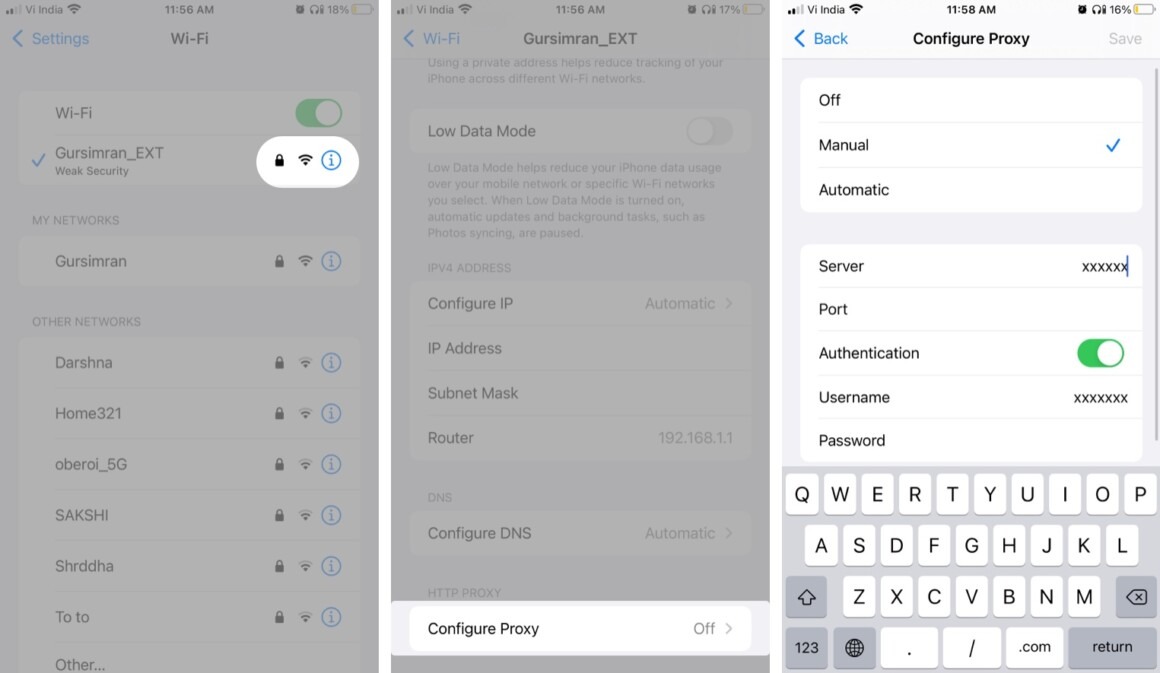 Vi India
11:56 AM
18%
Settings
Wi-Fi
Wi-Fi
Gursimran_EXT
Weak Security
MY NETWORKS
Gursimran
OTHER NETWORKS
Darshna
Home321
oberoi_5G
SAKSHI
Shrddha
To to
Other...
Vi India
11:56 AM
17%
Wi-Fi
Gursimran_EXT
Using a private address helps reduce tracking of your
iPhone across different Wi-Fi networks.
Low Data Mode
Low Data Mode helps reduce your iPhone data usage
over your mobile network or specific Wi-Fi networks
you select. When Low Data Mode is turned on,
automatic updates and background tasks, such as
Photos syncing, are paused.
IPV4 ADDRESS
Configure IP Automatic
IP Address
Subnet Mask
Router 192.168.1.1
DNS
Configure DNS Automatic
HTTP PROXY
Configure Proxy Off
Vi India
11:58 AM
16%
Back
Configure Proxy
Save
Off
Manual
Automatic
Server xxxxxx
Port
Authentication
Username xxxxxxx
Password
Q W E R T Y U I O P
A S D F G H J K L
Z X C V B N M
123 . / .com return